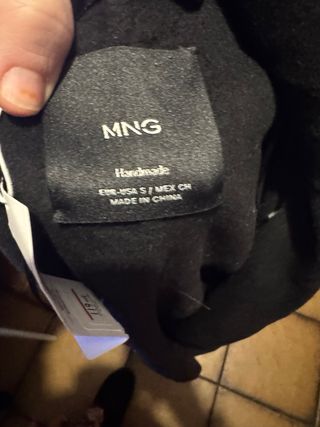 MNG
Handmade
EUR-USA S / MEX CH
MADE IN CHINA